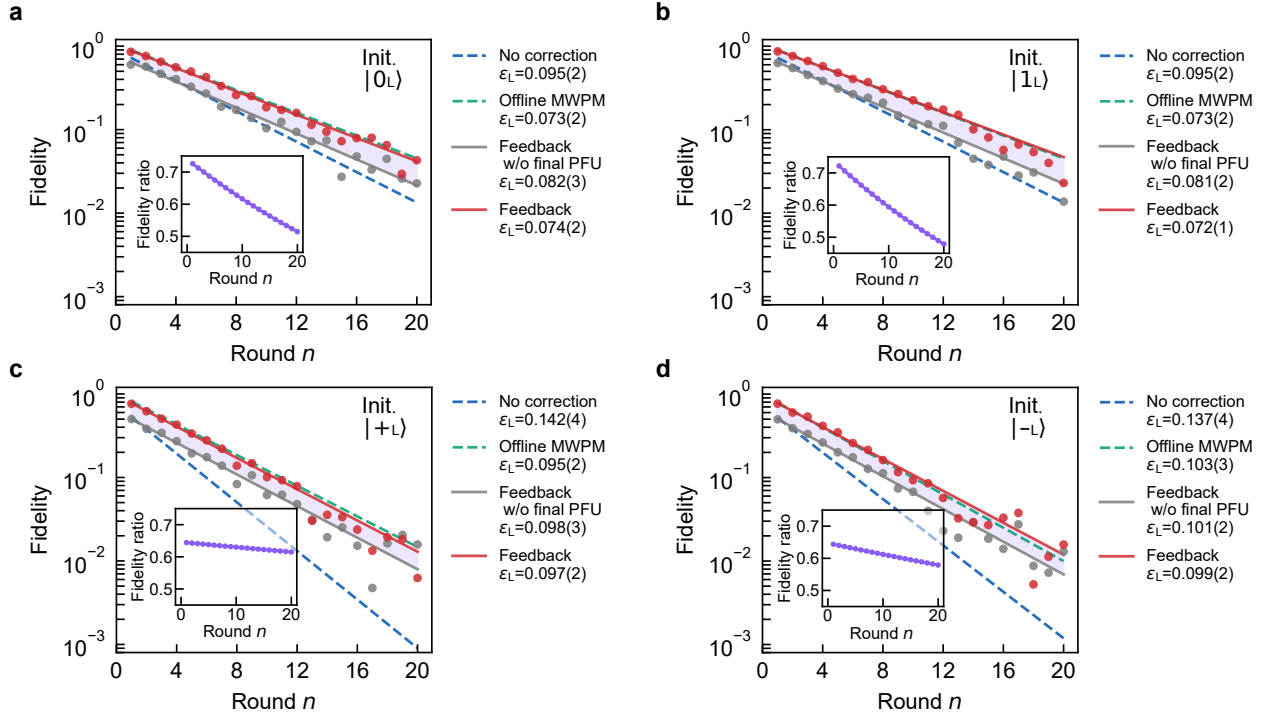 a
10⁰
10⁻¹
10⁻²
10⁻³
Fidelity
0 4 8 12 16 20
Round n
Init.
|0L⟩
0.7
0.6
0.5
Fidelity ratio
0 10 20
Round n
No correction
εL=0.095(2)
Offline MWPM
εL=0.073(2)
Feedback
w/o final PFU
εL=0.082(3)
Feedback
εL=0.074(2)
b
10⁰
10⁻¹
10⁻²
10⁻³
Fidelity
0 4 8 12 16 20
Round n
Init.
|1L⟩
0.7
0.6
0.5
Fidelity ratio
0 10 20
Round n
No correction
εL=0.095(2)
Offline MWPM
εL=0.073(2)
Feedback
w/o final PFU
εL=0.081(2)
Feedback
εL=0.072(1)
c
10⁰
10⁻¹
10⁻²
10⁻³
Fidelity
0 4 8 12 16 20
Round n
Init.
|+L⟩
0.7
0.6
0.5
Fidelity ratio
0 10 20
Round n
No correction
εL=0.142(4)
Offline MWPM
εL=0.095(2)
Feedback
w/o final PFU
εL=0.098(3)
Feedback
εL=0.097(2)
d
10⁰
10⁻¹
10⁻²
10⁻³
Fidelity
0 4 8 12 16 20
Round n
Init.
|−L⟩
0.7
0.6
0.5
Fidelity ratio
0 10 20
Round n
No correction
εL=0.137(4)
Offline MWPM
εL=0.103(3)
Feedback
w/o final PFU
εL=0.101(2)
Feedback
εL=0.099(2)